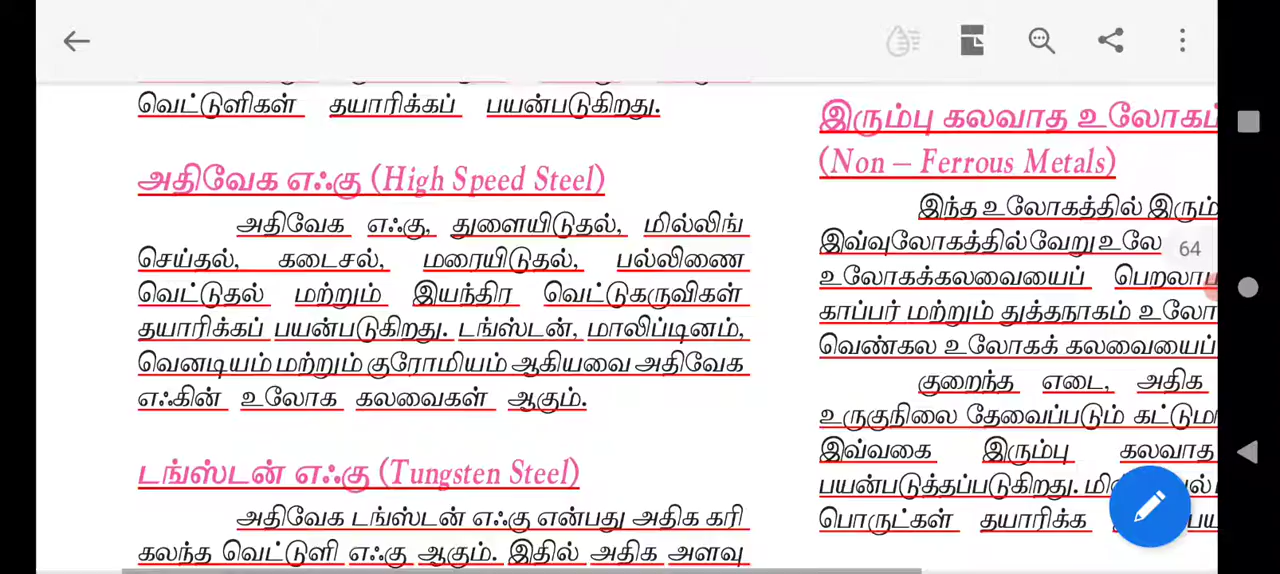 வெட்டுளிகள் தயாரிக்கப் பயன்படுகிறது.
அதிவேக எஃகு (High Speed Steel)
அதிவேக எஃகு, துளையிடுதல், மில்லிங்
செய்தல், கடைசல், மரையிடுதல், பல்லிணை
வெட்டுதல் மற்றும் இயந்திர வெட்டுகருவிகள்
தயாரிக்கப் பயன்படுகிறது. டங்ஸ்டன், மாலிப்டினம்,
வெனடியம் மற்றும் குரோமியம் ஆகியவை அதிவேக
எஃகின் உலோக கலவைகள் ஆகும்.
டங்ஸ்டன் எஃகு (Tungsten Steel)
அதிவேக டங்ஸ்டன் எஃகு என்பது அதிக கரி
கலந்த வெட்டுளி எஃகு ஆகும். இதில் அதிக அளவு
இரும்பு கலவாத உலோகப்
(Non – Ferrous Metals)
இந்த உலோகத்தில் இரும்
இவ்வுலோகத்தில் வேறு உலே
64
உலோகக்கலவையைப் பெறலா
காப்பர் மற்றும் துத்தநாகம் உலோ
வெண்கல உலோகக் கலவையைப்
குறைந்த எடை, அதிக
உருகுநிலை தேவைப்படும் கட்டும
இவ்வகை இரும்பு கலவாத
பயன்படுத்தப்படுகிறது.
பொருட்கள் தயாரிக்க